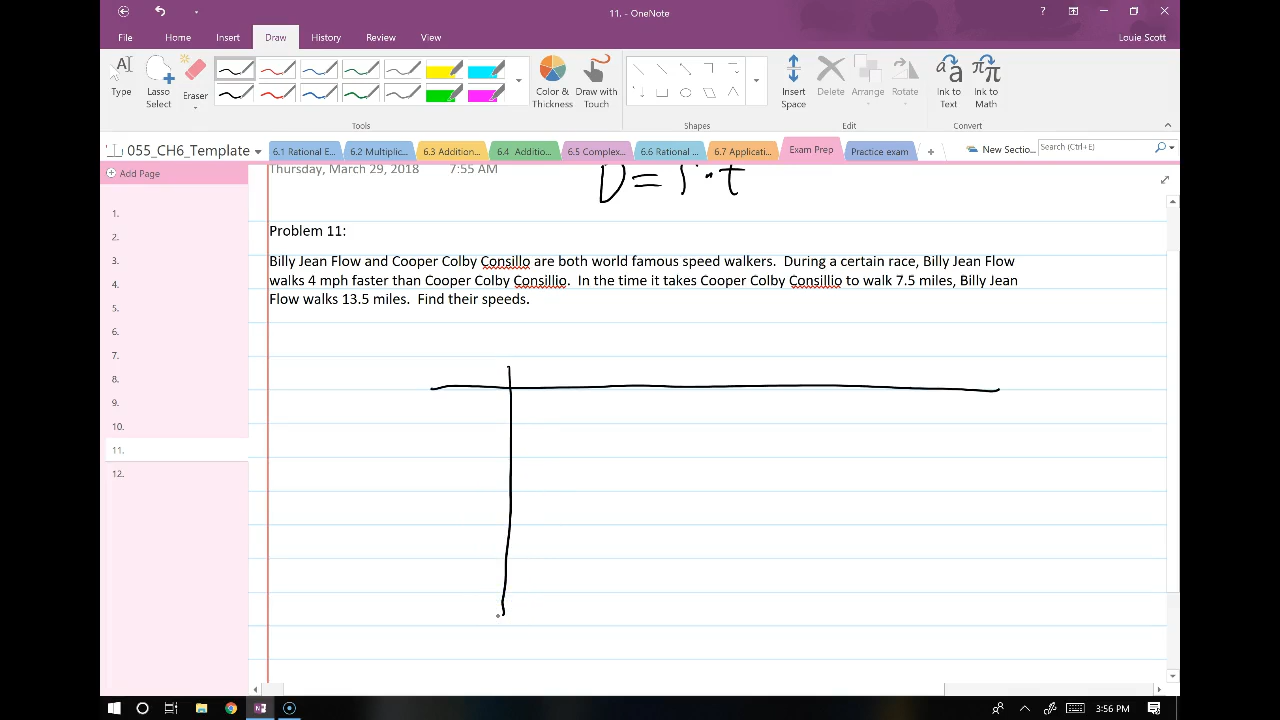 11. - OneNote
?
File
Home
Insert
Draw
History
Review
View
Louie Scott
Type
Lasso Select
Eraser
Color & Thickness
Draw with Touch
Insert Space
Delete
Arrange
Rotate
Ink to Text
Ink to Math
Tools
Shapes
Edit
Convert
055_CH6_Template
6.1 Rational E...
6.2 Multiplic...
6.3 Addition...
6.4 Additio...
6.5 Complex...
6.6 Rational ...
6.7 Applicati...
Exam Prep
Practice exam
New Sectio...
Search (Ctrl+E)
Add Page
1.
2.
3.
4.
5.
6.
7.
8.
9.
10.
11.
12.
Thursday, March 29, 2018 7:55 AM
D = r · t
Problem 11:
Billy Jean Flow and Cooper Colby Consillo are both world famous speed walkers. During a certain race, Billy Jean Flow
walks 4 mph faster than Cooper Colby Consillio. In the time it takes Cooper Colby Consillio to walk 7.5 miles, Billy Jean
Flow walks 13.5 miles. Find their speeds.
3:56 PM